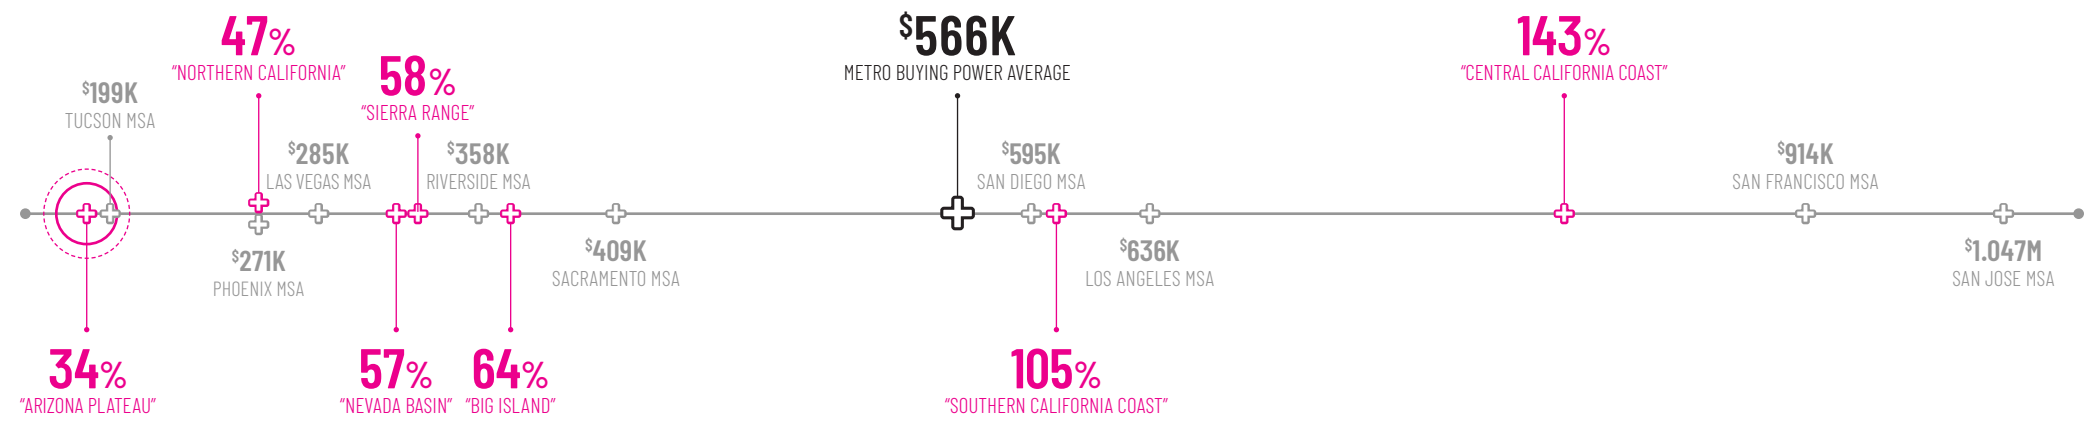 47%
“NORTHERN CALIFORNIA”
58%
“SIERRA RANGE”
$566K
METRO BUYING POWER AVERAGE
143%
“CENTRAL CALIFORNIA COAST”
$199K
TUCSON MSA
$285K
LAS VEGAS MSA
$358K
RIVERSIDE MSA
$595K
SAN DIEGO MSA
$914K
SAN FRANCISCO MSA
$271K
PHOENIX MSA
$409K
SACRAMENTO MSA
$636K
LOS ANGELES MSA
$1.047M
SAN JOSE MSA
34%
“ARIZONA PLATEAU”
57%
“NEVADA BASIN”
64%
“BIG ISLAND”
105%
“SOUTHERN CALIFORNIA COAST”